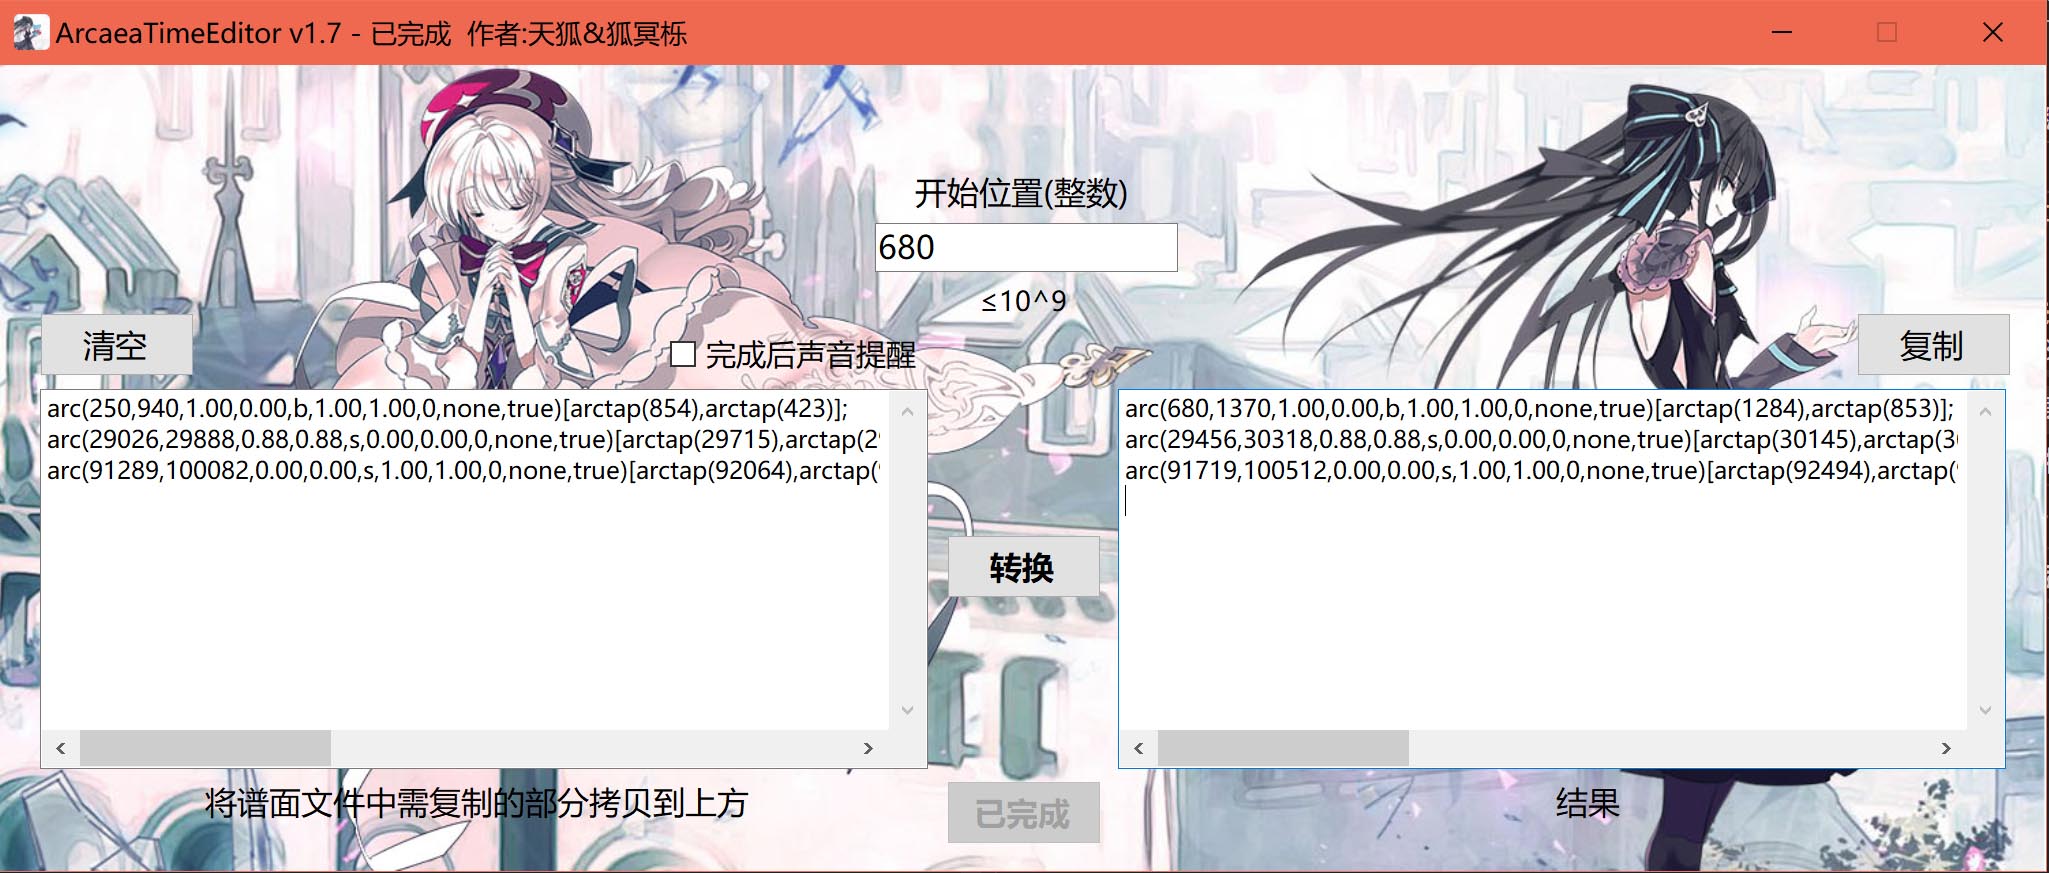 ArcaeaTimeEditor v1.7 - 已完成  作者:天狐&狐冥栎
开始位置(整数)
680
≤10^9
清空
完成后声音提醒
复制
arc(250,940,1.00,0.00,b,1.00,1.00,0,none,true)[arctap(854),arctap(423)];
arc(29026,29888,0.88,0.88,s,0.00,0.00,0,none,true)[arctap(29715),arctap(2
arc(91289,100082,0.00,0.00,s,1.00,1.00,0,none,true)[arctap(92064),arctap(
转换
arc(680,1370,1.00,0.00,b,1.00,1.00,0,none,true)[arctap(1284),arctap(853)];
arc(29456,30318,0.88,0.88,s,0.00,0.00,0,none,true)[arctap(30145),arctap(3
arc(91719,100512,0.00,0.00,s,1.00,1.00,0,none,true)[arctap(92494),arctap(
将谱面文件中需复制的部分拷贝到上方
已完成
结果